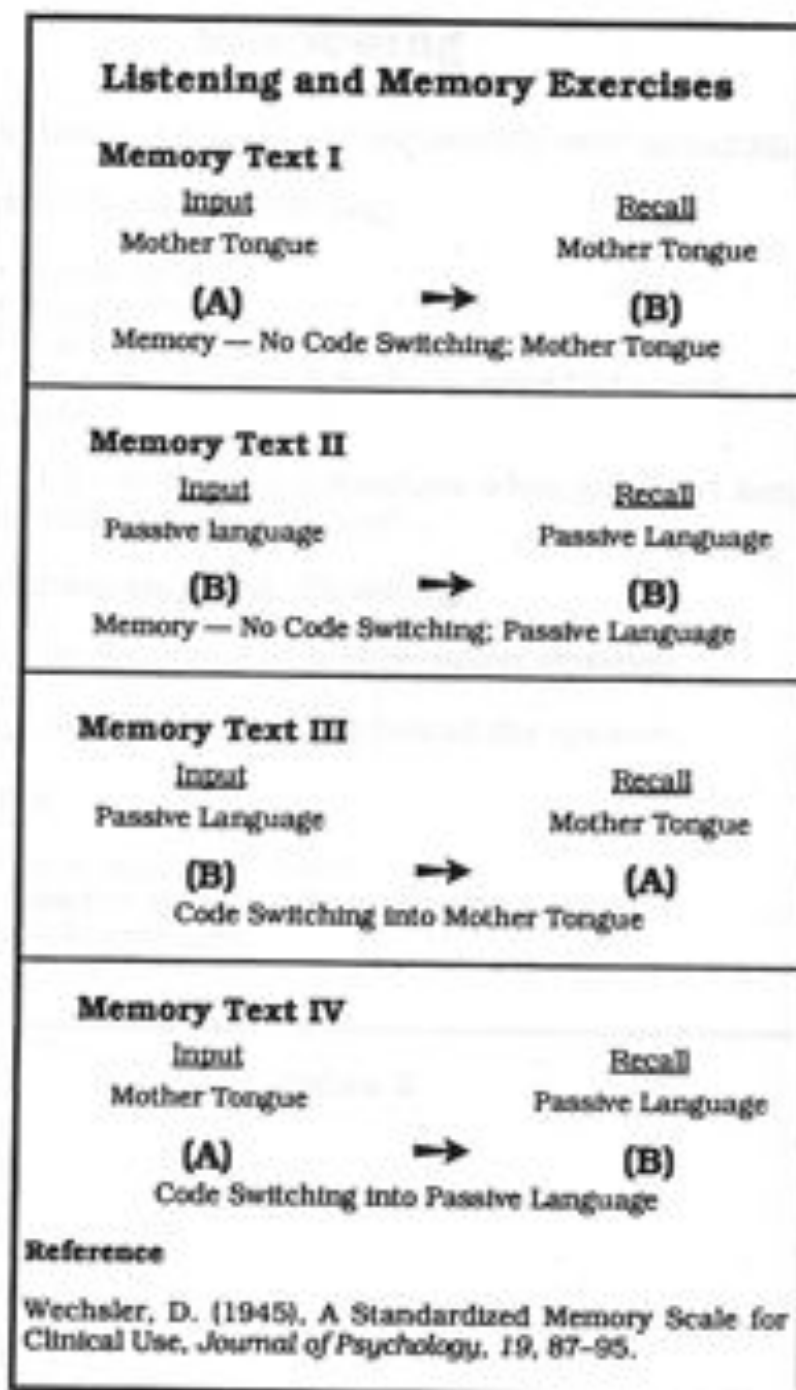 Listening and Memory Exercises
Memory Text I
Input Recall
Mother Tongue Mother Tongue
(A) → (B)
Memory — No Code Switching; Mother Tongue
Memory Text II
Input Recall
Passive language Passive Language
(B) → (B)
Memory — No Code Switching; Passive Language
Memory Text III
Input Recall
Passive Language Mother Tongue
(B) → (A)
Code Switching into Mother Tongue
Memory Text IV
Input Recall
Mother Tongue Passive Language
(A) → (B)
Code Switching into Passive Language
Reference
Wechsler, D. (1945), A Standardized Memory Scale for
Clinical Use, Journal of Psychology, 19, 87–95.